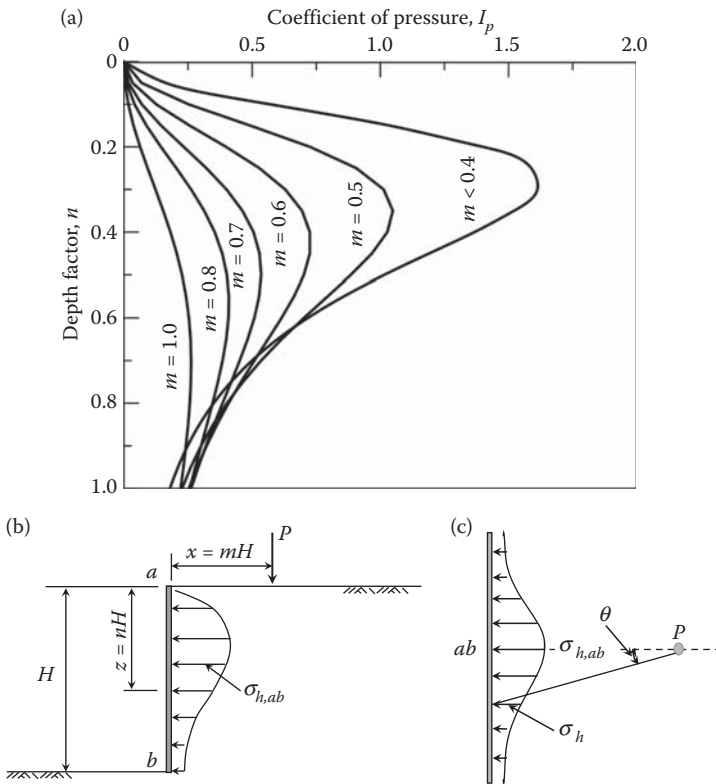 (a)
Coefficient of pressure, I_p
0 0.5 1.0 1.5 2.0
Depth factor, n
0
0.2
0.4
0.6
0.8
1.0
m = 1.0
m = 0.8
m = 0.7
m = 0.6
m = 0.5
m < 0.4
(b)
x = mH
P
a
H
z = nH
σ_h,ab
b
(c)
θ
P
ab
σ_h,ab
σ_h